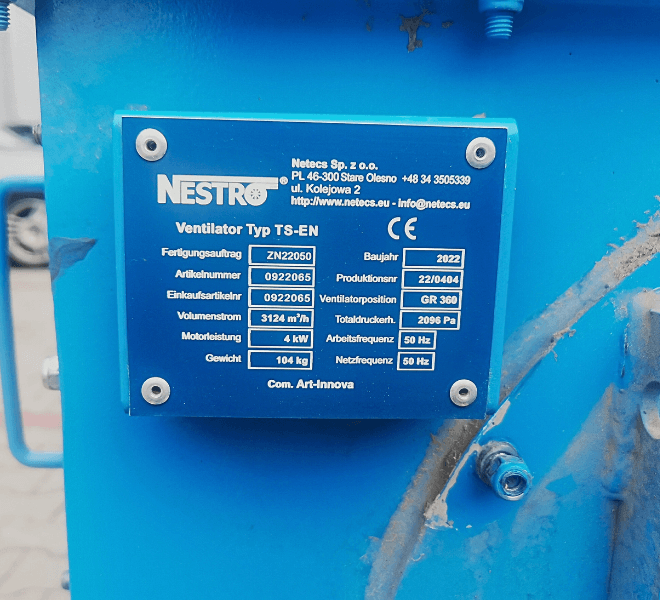 NESTRO®
Netecs Sp. z o.o.
PL 46-300 Stare Olesno +48 34 3505339
ul. Kolejowa 2
http://www.netecs.eu - info@netecs.eu
Ventilator Typ TS-EN CE
Fertigungsauftrag ZN22050 Baujahr 2022
Artikelnummer 0922065 Produktionsnr 22/0404
Einkaufsartikelnr 0922065 Ventilatorposition GR 360
Volumenstrom 3124 m³/h Totaldruckerh. 2096 Pa
Motorleistung 4 kW Arbeitsfrequenz 50 Hz
Gewicht 104 kg Netzfrequenz 50 Hz
Com. Art-Innova